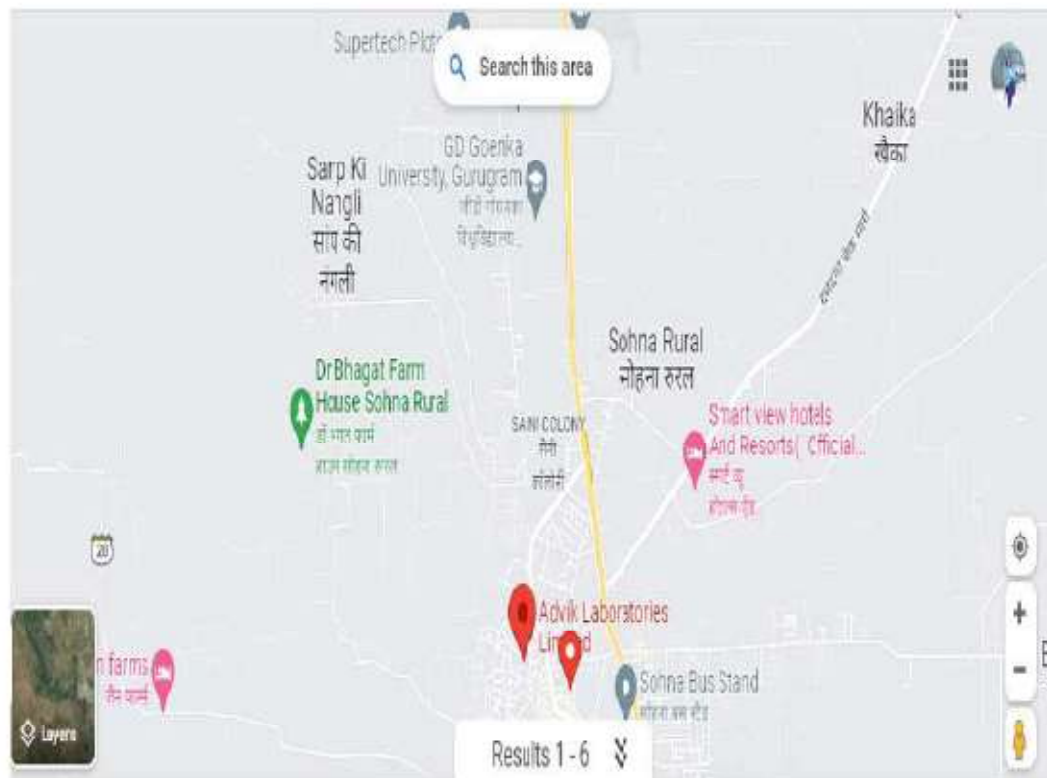 Supertech Plots
Search this area
Khaika
खैका
GD Goenka
University, Gurugram
Sarp Ki
Nangli
सांप की
नंगली
Sohna Rural
सोहना रुरल
Dr Bhagat Farm
House Sohna Rural
SAINI COLONY
सैनी
कॉलोनी
Smart view hotels
And Resorts( Official...
स्मार्ट व्यू
20
Advik Laboratories
Limited
n farms
Sohna Bus Stand
सोहना बस स्टैंड
Layers
Results 1 - 6